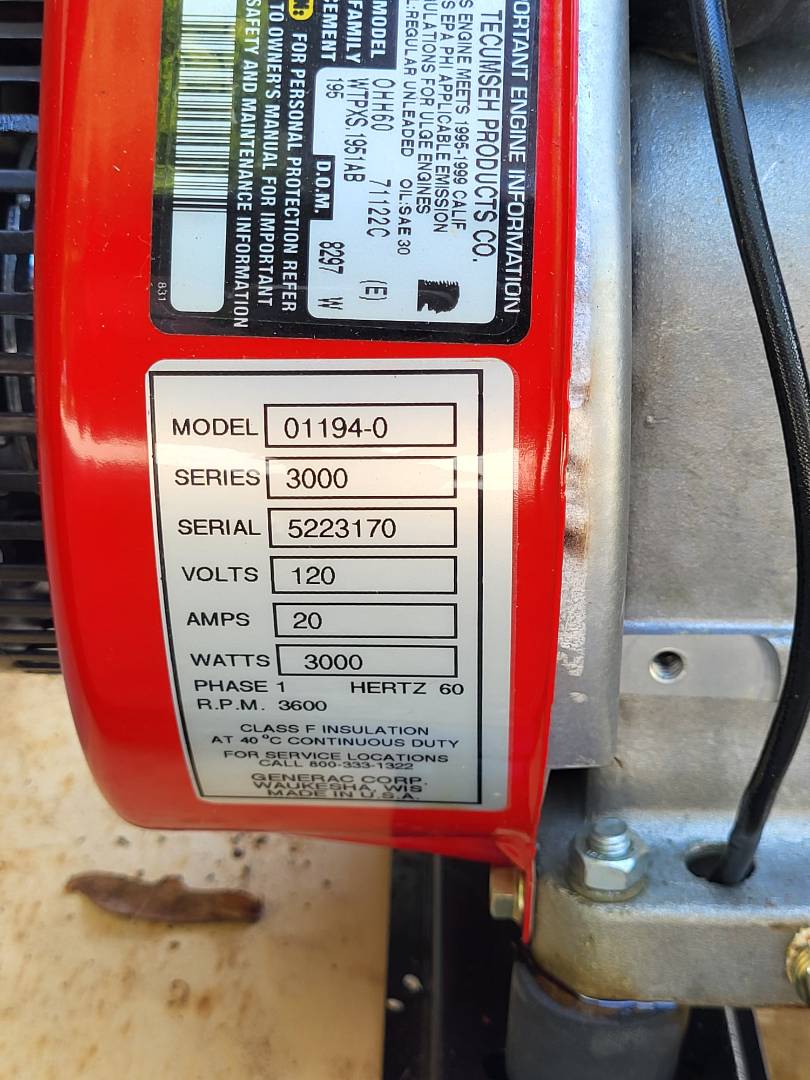 PORTANT ENGINE INFORMATION
TECUMSEH PRODUCTS CO.
S ENGINE MEETS 1995-1999 CALIF
S EPA PHI APPLICABLE EMISSION
ULATIONS FOR ULGE ENGINES
L:REGULAR UNLEADED OIL:SAE 30
MODEL OHH60 71122C (E)
FAMILY WTPXS.1951AB
CEMENT 195 D.O.M. 8297 W
N: FOR PERSONAL PROTECTION REFER
TO OWNER'S MANUAL FOR IMPORTANT
SAFETY AND MAINTENANCE INFORMATION
831
MODEL 01194-0
SERIES 3000
SERIAL 5223170
VOLTS 120
AMPS 20
WATTS 3000
PHASE 1 HERTZ 60
R.P.M. 3600
CLASS F INSULATION
AT 40 °C CONTINUOUS DUTY
FOR SERVICE LOCATIONS
CALL 800-333-1322
GENERAC CORP.
WAUKESHA, WIS
MADE IN U.S.A.